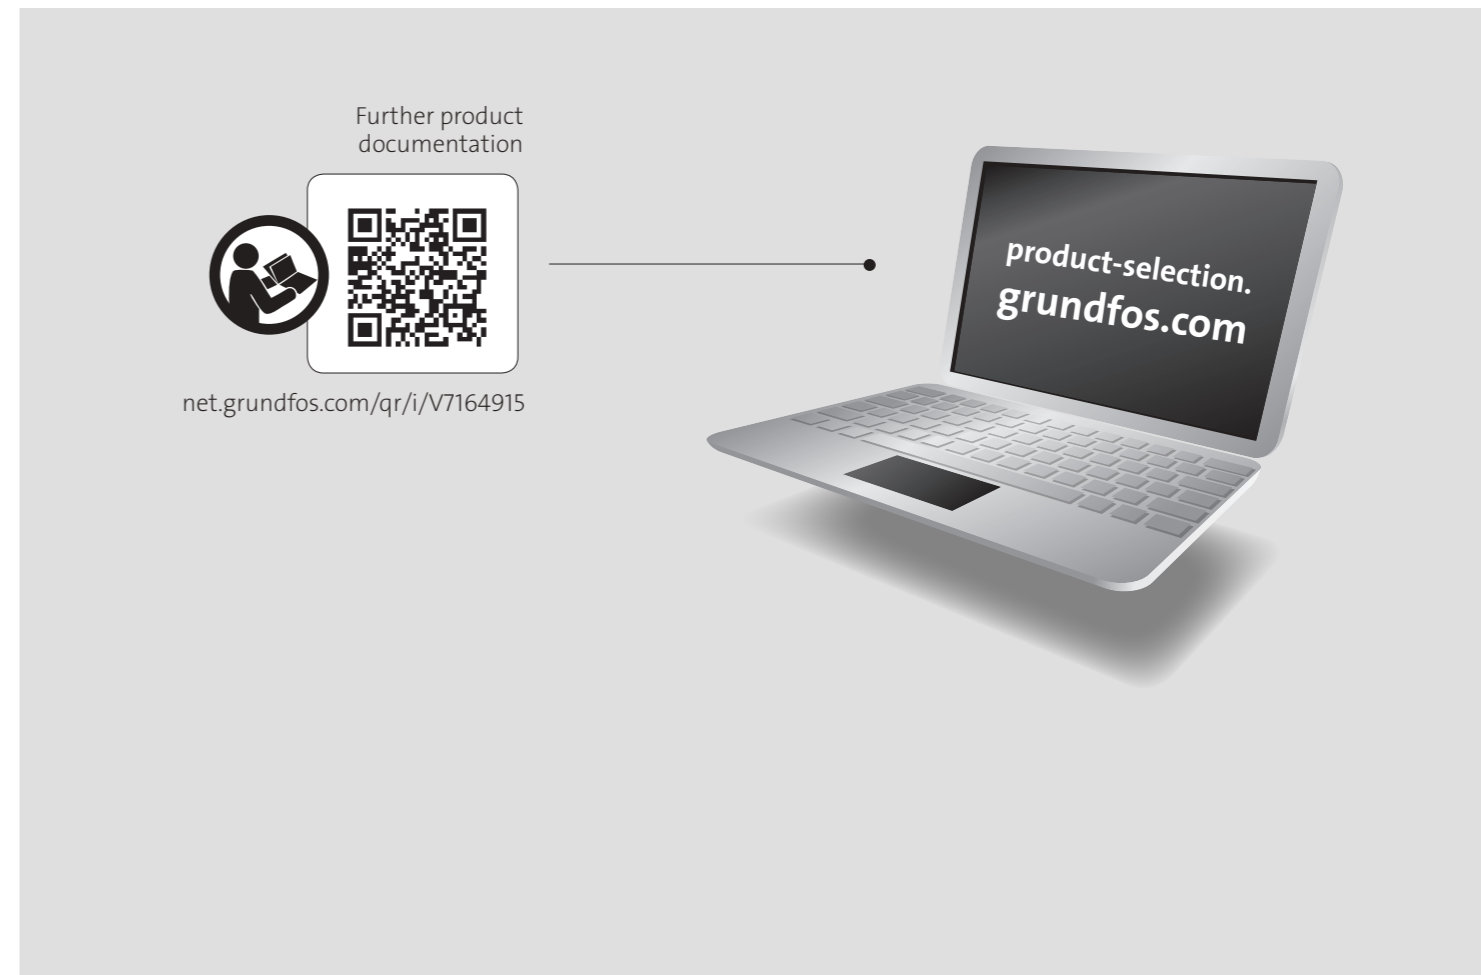 Further product
documentation
net.grundfos.com/qr/i/V7164915
product-selection.
grundfos.com